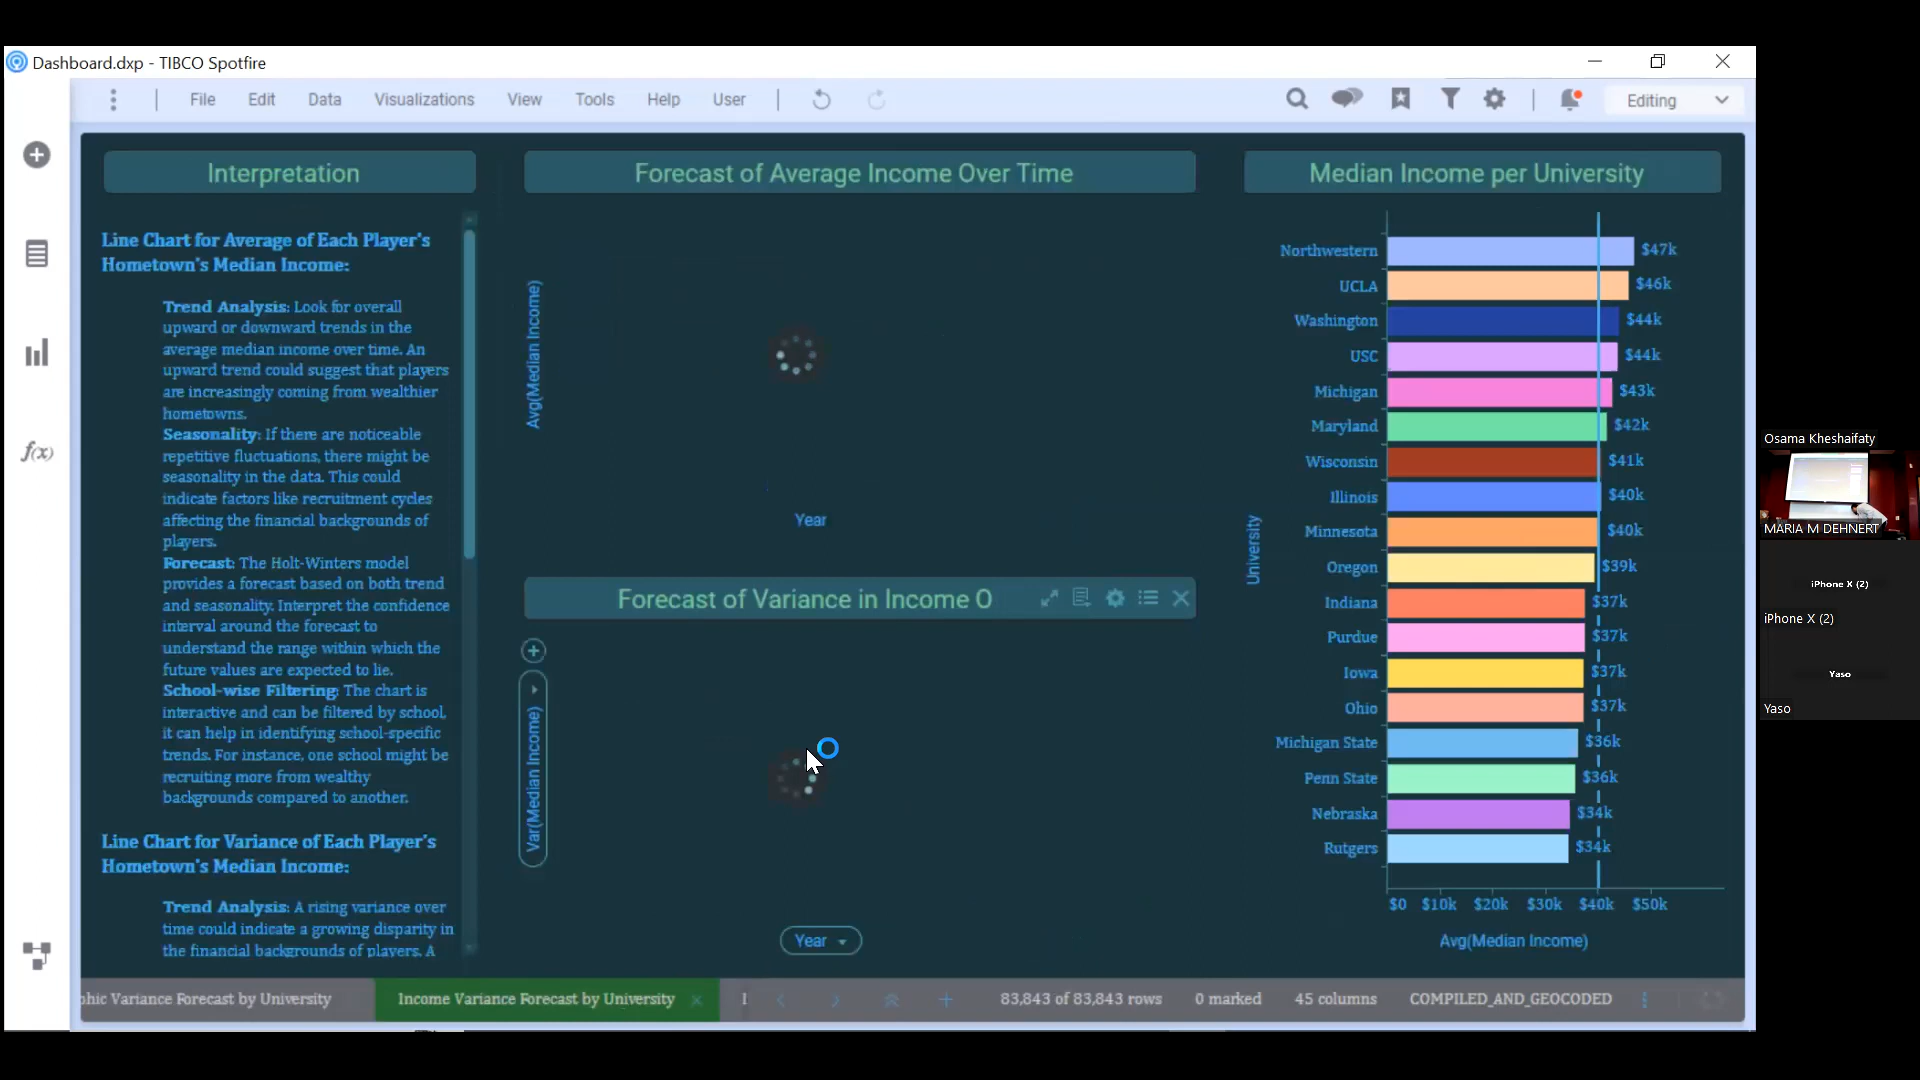 Dashboard.dxp - TIBCO Spotfire
File Edit Data Visualizations View Tools Help User
Editing
Interpretation
Line Chart for Average of Each Player's
Hometown's Median Income:
Trend Analysis: Look for overall
upward or downward trends in the
average median income over time. An
upward trend could suggest that players
are increasingly coming from wealthier
hometowns.
Seasonality: If there are noticeable
repetitive fluctuations, there might be
seasonality in the data. This could
indicate factors like recruitment cycles
affecting the financial backgrounds of
players.
Forecast: The Holt-Winters model
provides a forecast based on both trend
and seasonality. Interpret the confidence
interval around the forecast to
understand the range within which the
future values are expected to lie.
School-wise Filtering: The chart is
interactive and can be filtered by school,
it can help in identifying school-specific
trends. For instance, one school might be
recruiting more from wealthy
backgrounds compared to another.
Line Chart for Variance of Each Player's
Hometown's Median Income:
Trend Analysis: A rising variance over
time could indicate a growing disparity in
the financial backgrounds of players. A
Forecast of Average Income Over Time
Avg(Median Income)
Year
Forecast of Variance in Income O
Var(Median Income)
Year
Median Income per University
University
Northwestern $47k
UCLA $46k
Washington $44k
USC $44k
Michigan $43k
Maryland $42k
Wisconsin $41k
Illinois $40k
Minnesota $40k
Oregon $39k
Indiana $37k
Purdue $37k
Iowa $37k
Ohio $37k
Michigan State $36k
Penn State $36k
Nebraska $34k
Rutgers $34k
$0 $10k $20k $30k $40k $50k
Avg(Median Income)
phic Variance Forecast by University
Income Variance Forecast by University
83,843 of 83,843 rows
0 marked
45 columns
COMPILED_AND_GEOCODED
f(x)
Osama Kheshaifaty
MARIA M DEHNERT
iPhone X (2)
iPhone X (2)
Yaso
Yaso